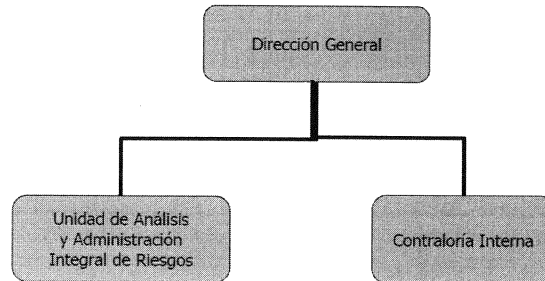 Dirección General
Unidad de Análisis
y Administración
Integral de Riesgos
Contraloría Interna